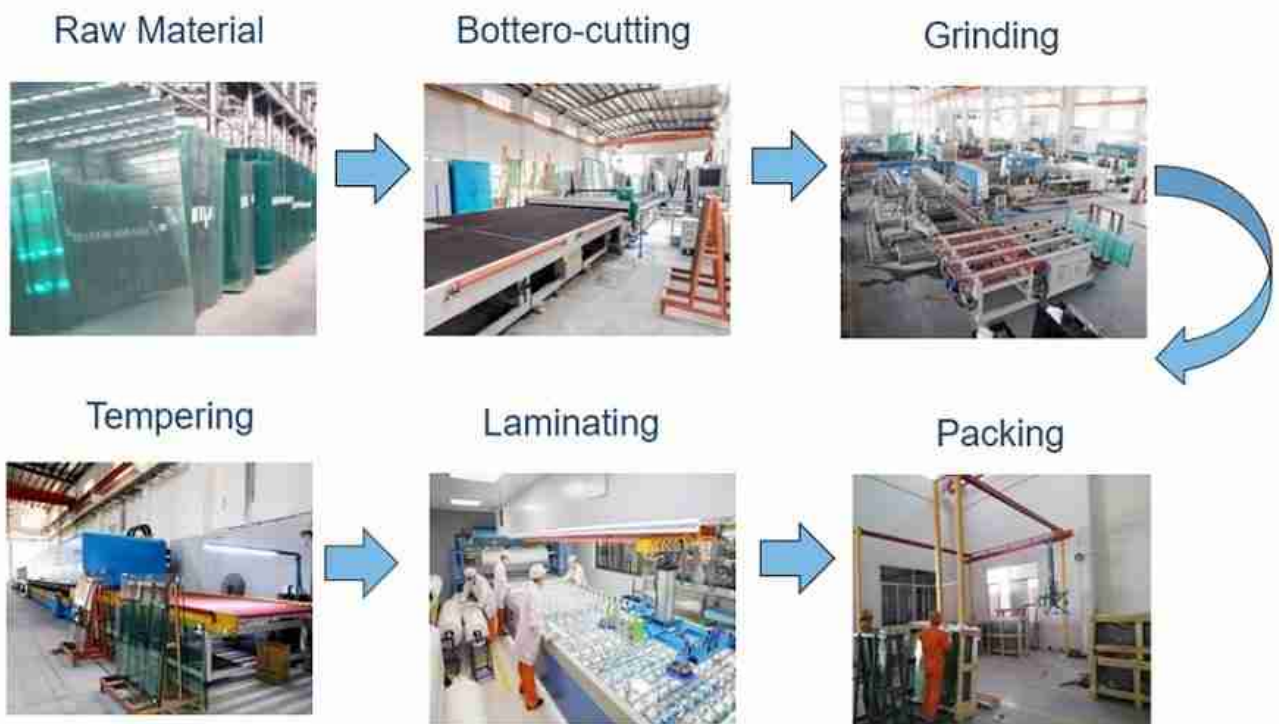 Raw Material
Bottero-cutting
Grinding
Tempering
Laminating
Packing